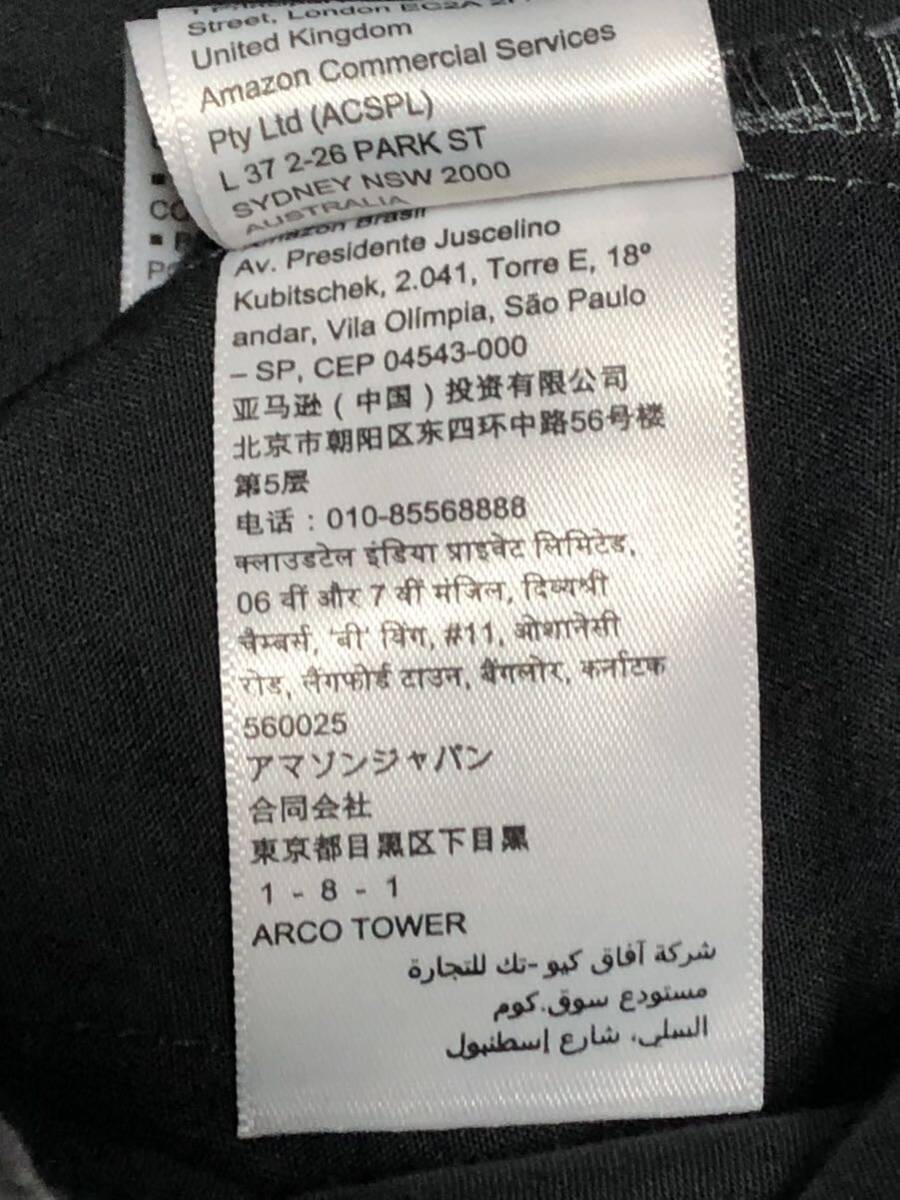 Street, London EC2A
United Kingdom
Amazon Commercial Services
Pty Ltd (ACSPL)
L 37 2-26 PARK ST
SYDNEY NSW 2000
AUSTRALIA
Amazon Brasil
Av. Presidente Juscelino
Kubitschek, 2.041, Torre E, 18º
andar, Vila Olímpia, São Paulo
– SP, CEP 04543-000
亚马逊（中国）投资有限公司
北京市朝阳区东四环中路56号楼
第5层
电话：010-85568888
क्लाउडटेल इंडिया प्राइवेट लिमिटेड,
06 वीं और 7 वीं मंजिल, दिव्यश्री
चैम्बर्स, 'बी' विंग, #11, ओशानेसी
रोड, लैंगफोर्ड टाउन, बैंगलोर, कर्नाटक
560025
アマゾンジャパン
合同会社
東京都目黒区下目黒
1 - 8 - 1
ARCO TOWER
شركة آفاق كيو-تك للتجارة
مستودع سوق.كوم
السلي، شارع إسطنبول